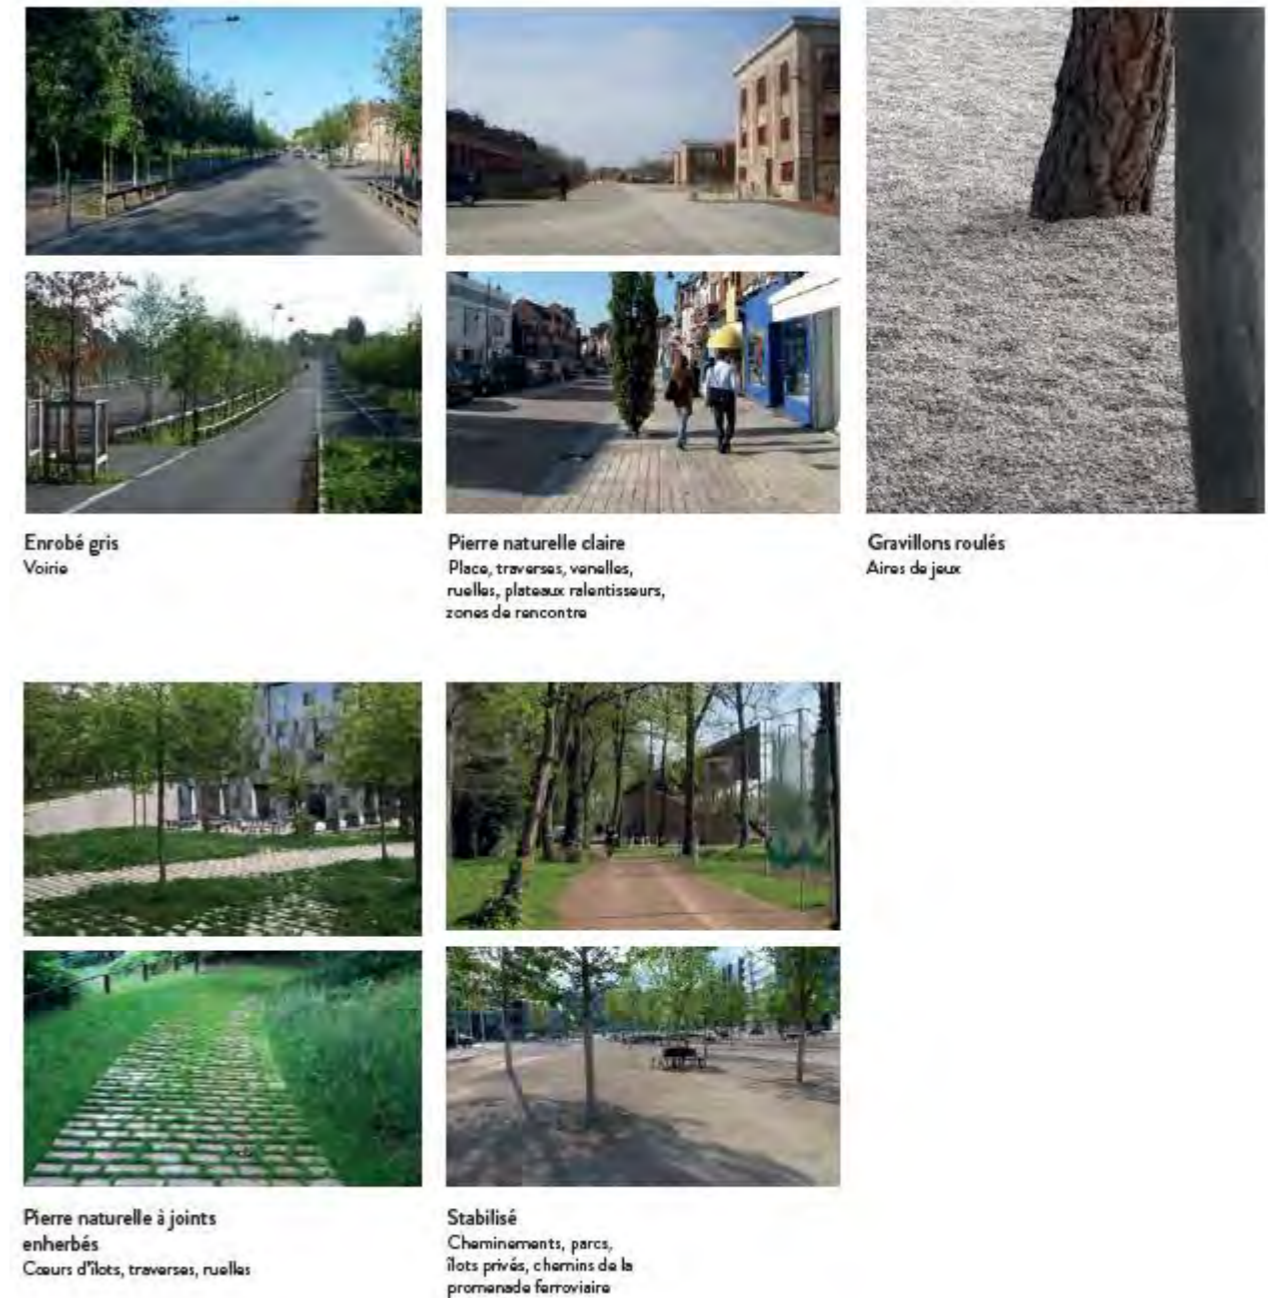 Enrobé gris
Voirie
Pierre naturelle claire
Place, traverses, venelles,
ruelles, plateaux ralentisseurs,
zones de rencontre
Gravillons roulés
Aires de jeux
Pierre naturelle à joints
enherbés
Cœurs d'îlots, traverses, ruelles
Stabilisé
Cheminements, parcs,
îlots privés, chemins de la
promenade ferroviaire